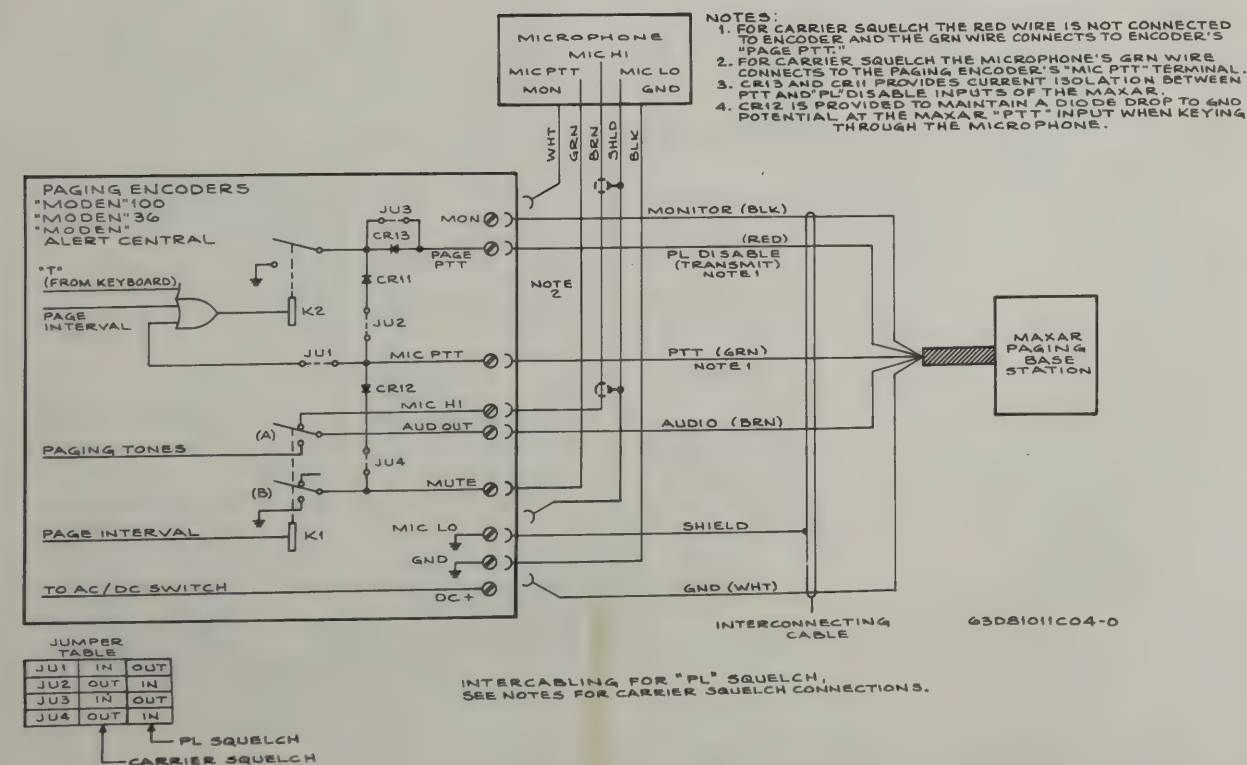 NOTES:
1. FOR CARRIER SQUELCH THE RED WIRE IS NOT CONNECTED
TO ENCODER AND THE GRN WIRE CONNECTS TO ENCODER'S
"PAGE PTT."
2. FOR CARRIER SQUELCH THE MICROPHONE'S GRN WIRE
CONNECTS TO THE PAGING ENCODER'S "MIC PTT" TERMINAL.
3. CR13 AND CR11 PROVIDES CURRENT ISOLATION BETWEEN
PTT AND "PL" DISABLE INPUTS OF THE MAXAR.
4. CR12 IS PROVIDED TO MAINTAIN A DIODE DROP TO GND
POTENTIAL AT THE MAXAR "PTT" INPUT WHEN KEYING
THROUGH THE MICROPHONE.
MICROPHONE
MIC HI
MIC PTT
MIC LO
MON
GND
WHT
GRN
BRN
SHLD
BLK
PAGING ENCODERS
"MODEN" 100
"MODEN" 36
"MODEN"
ALERT CENTRAL
"T"
(FROM KEYBOARD)
PAGE
INTERVAL
K2
JU3
CR13
CR11
JU2
JU1
CR12
JU4
MON
PAGE
PTT
MIC PTT
MIC HI
AUD OUT
MUTE
MIC LO
GND
DC+
(A)
PAGING TONES
(B)
PAGE INTERVAL
K1
TO AC/DC SWITCH
NOTE
2
MONITOR (BLK)
(RED)
PL DISABLE
(TRANSMIT)
NOTE 1
PTT (GRN)
NOTE 1
AUDIO (BRN)
SHIELD
GND (WHT)
MAXAR
PAGING
BASE
STATION
INTERCONNECTING
CABLE
63D81011C04-O
JUMPER
TABLE
JU1 IN OUT
JU2 OUT IN
JU3 IN OUT
JU4 OUT IN
PL SQUELCH
CARRIER SQUELCH
INTERCABLING FOR "PL" SQUELCH,
SEE NOTES FOR CARRIER SQUELCH CONNECTIONS.